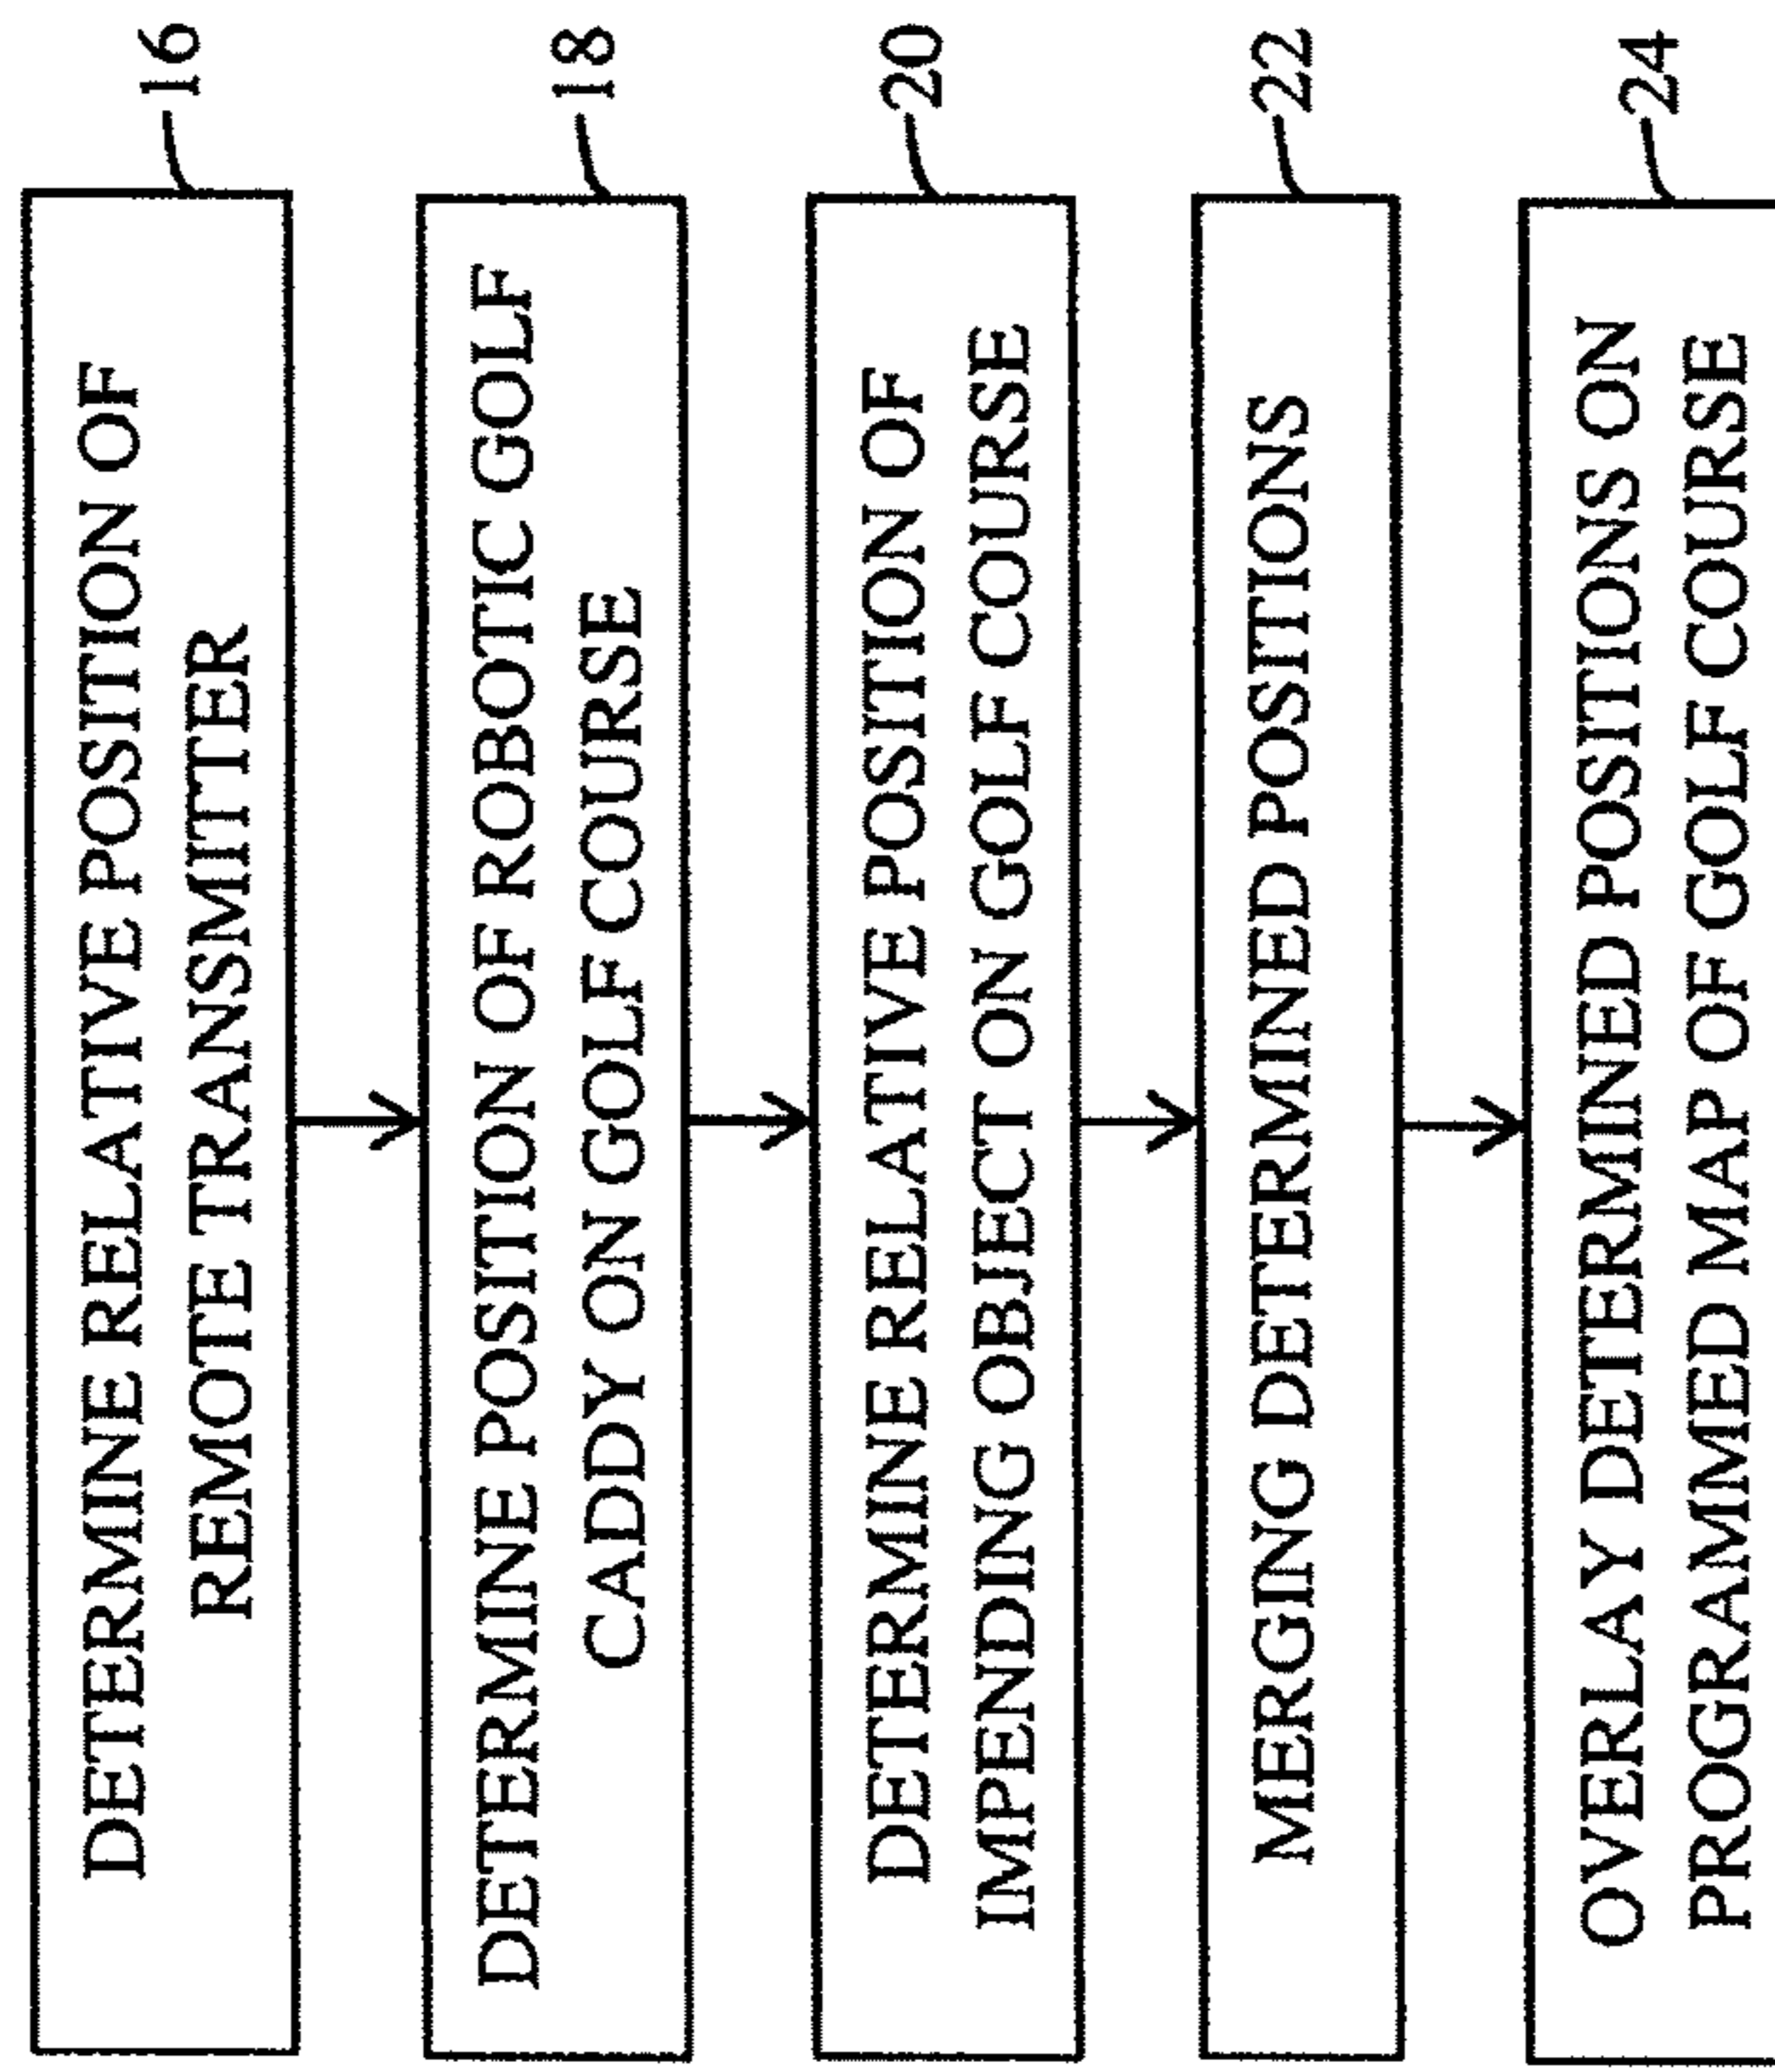 DETERMINE RELATIVE POSITION OF
REMOTE TRANSMITTER
16
DETERMINE POSITION OF ROBOTIC GOLF
CADDY ON GOLF COURSE
18
DETERMINE RELATIVE POSITION OF
IMPENDING OBJECT ON GOLF COURSE
20
MERGING DETERMINED POSITIONS
22
OVERLAY DETERMINED POSITIONS ON
PROGRAMMED MAP OF GOLF COURSE
24